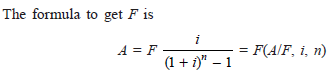 The formula to get F is
A = F i / ((1 + i)^n − 1) = F(A/F, i, n)